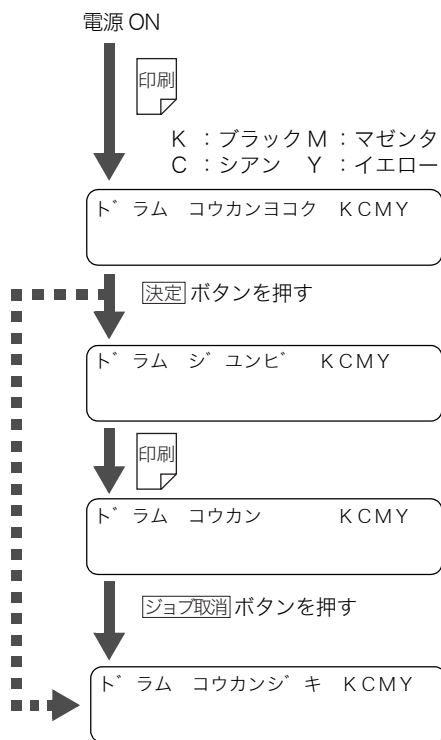 電源 ON
印刷
K ：ブラック M ：マゼンタ
C ：シアン Y ：イエロー
ト゛ラム コウカンヨコク KCMY
決定 ボタンを押す
ト゛ラム シ゛ユンヒ゛ KCMY
印刷
ト゛ラム コウカン KCMY
ジョブ取消 ボタンを押す
ト゛ラム コウカンシ゛キ KCMY